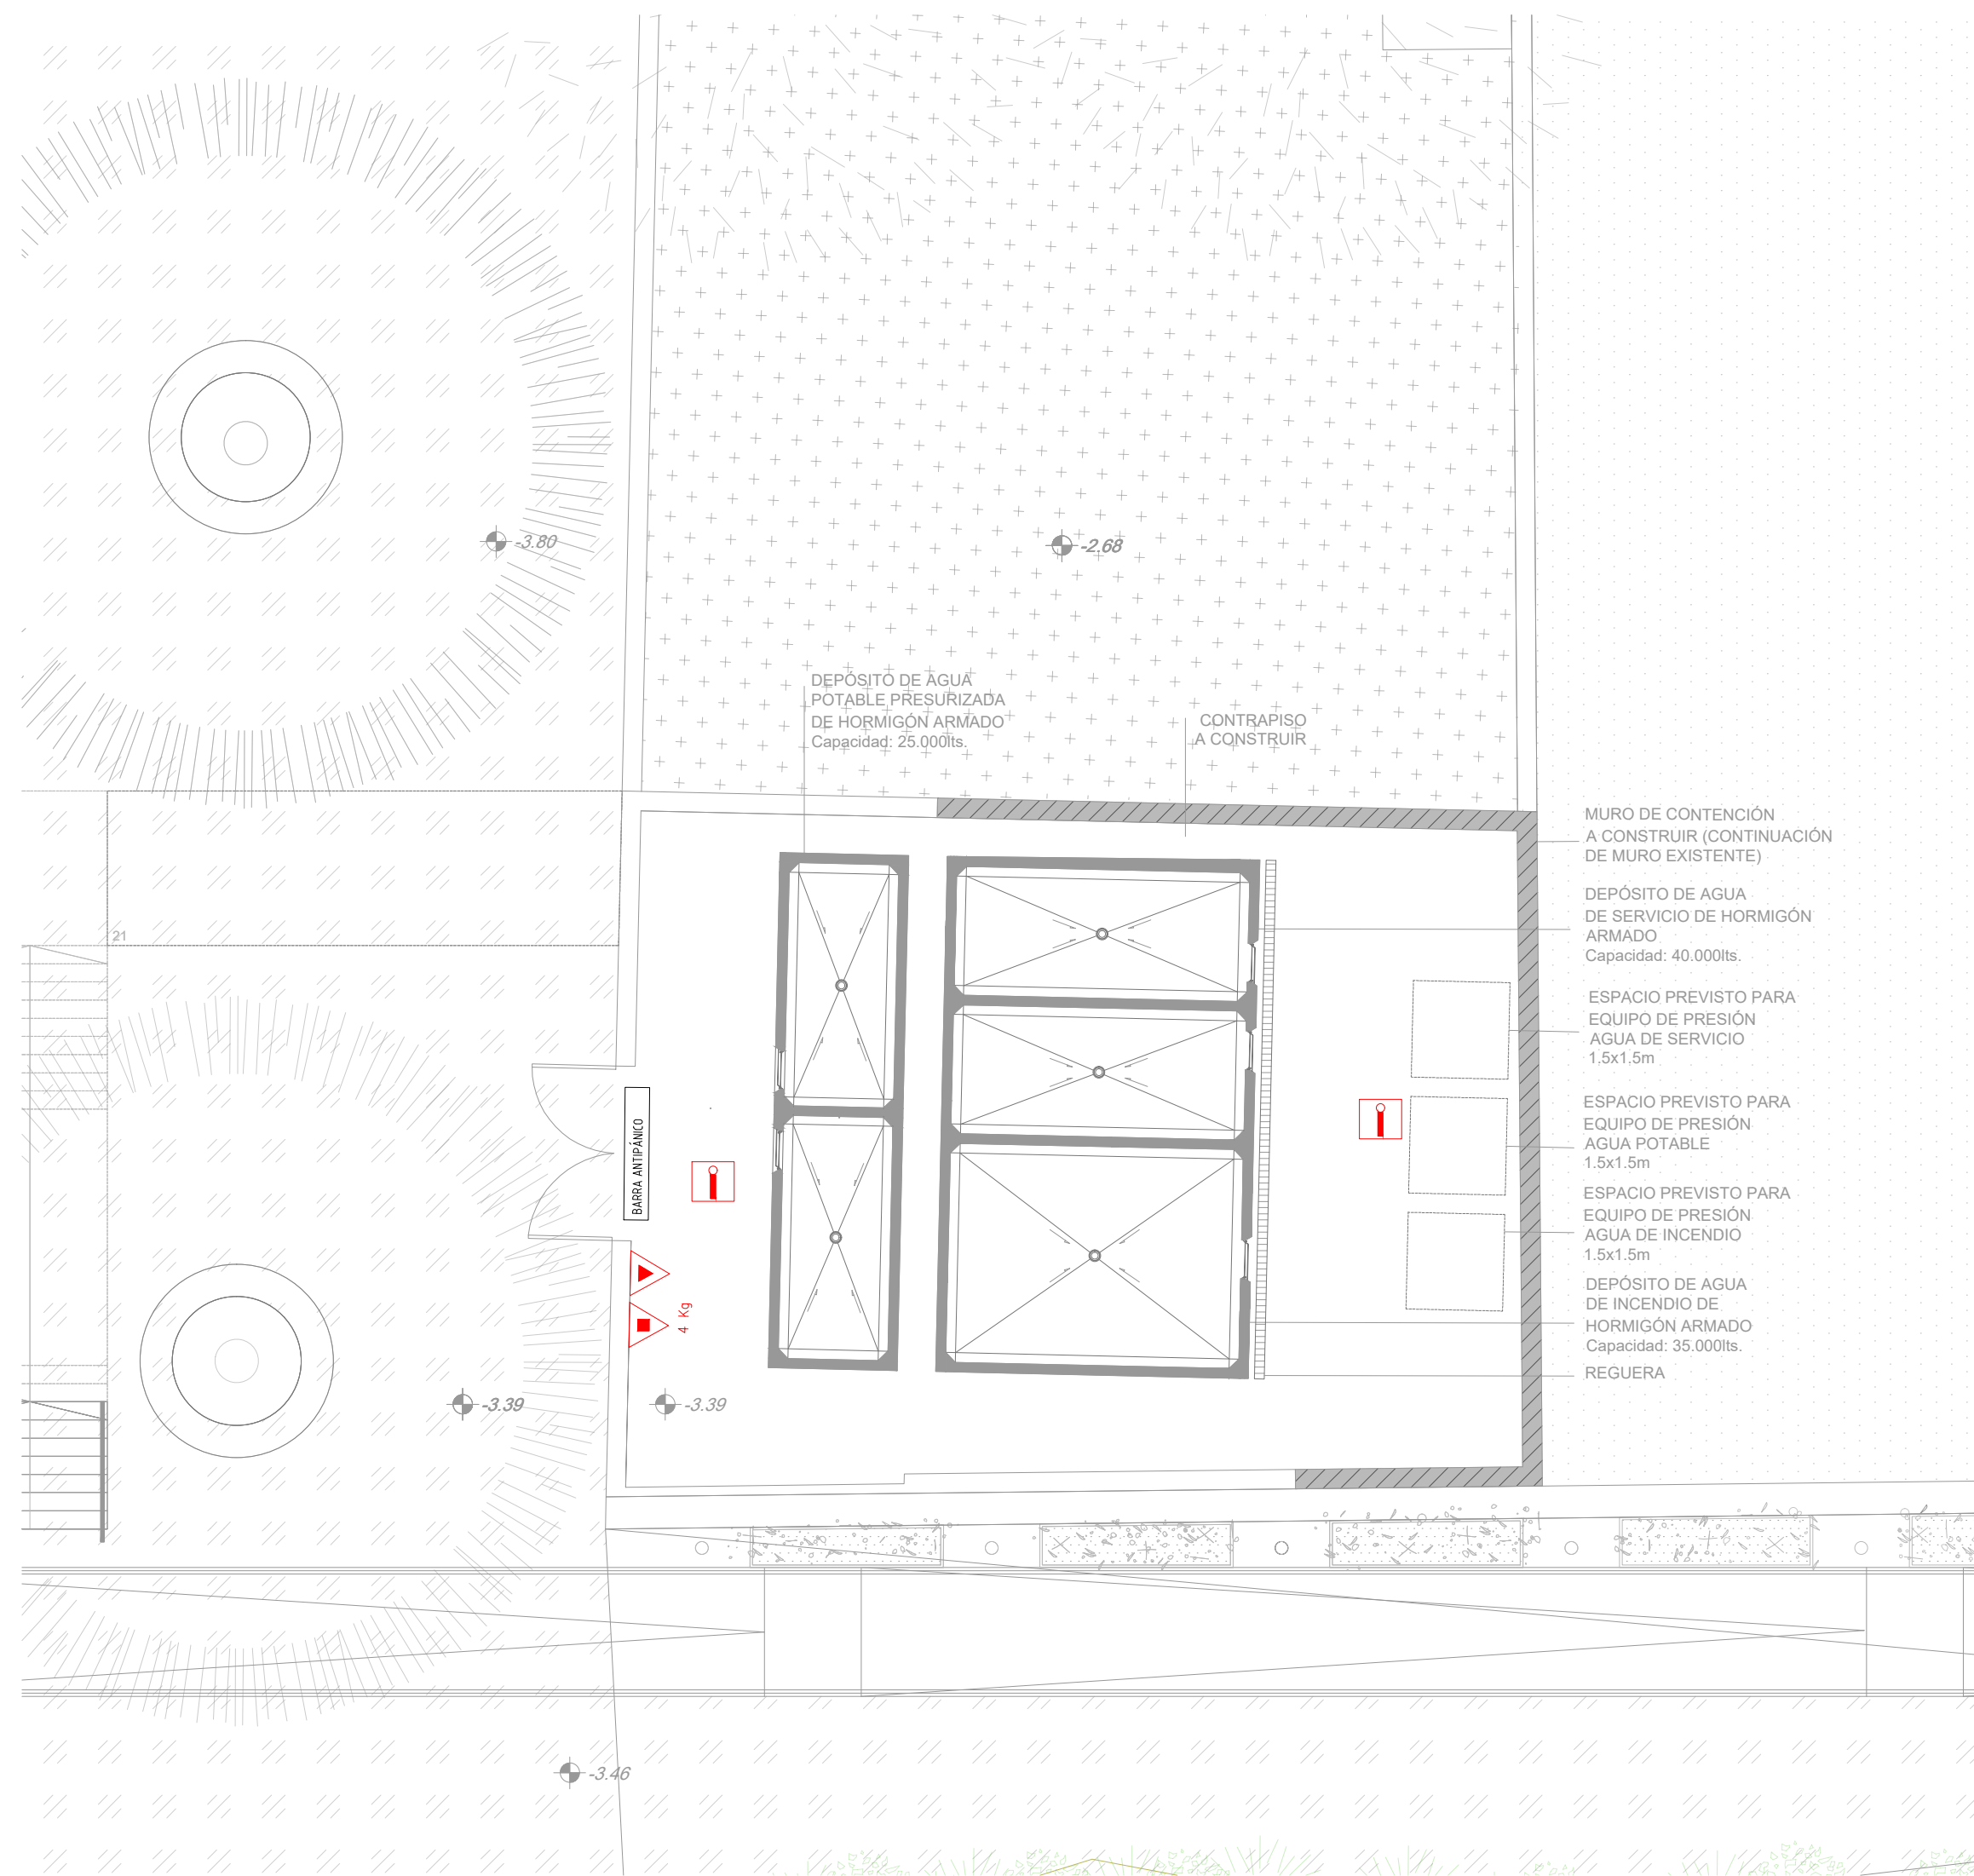 -3.80
-2.68
DEPÓSITO DE AGUA
POTABLE PRESURIZADA
DE HORMIGÓN ARMADO
Capacidad: 25.000lts.
CONTRAPISO
A CONSTRUIR
MURO DE CONTENCIÓN
A CONSTRUIR (CONTINUACIÓN
DE MURO EXISTENTE)
DEPÓSITO DE AGUA
DE SERVICIO DE HORMIGÓN
ARMADO
Capacidad: 40.000lts.
21
ESPACIO PREVISTO PARA
EQUIPO DE PRESIÓN
AGUA DE SERVICIO
1.5x1.5m
BARRA ANTIPÁNICO
ESPACIO PREVISTO PARA
EQUIPO DE PRESIÓN
AGUA POTABLE
1.5x1.5m
ESPACIO PREVISTO PARA
EQUIPO DE PRESIÓN
AGUA DE INCENDIO
1.5x1.5m
4 Kg
DEPÓSITO DE AGUA
DE INCENDIO DE
HORMIGÓN ARMADO
Capacidad: 35.000lts.
REGUERA
-3.39
-3.39
-3.46